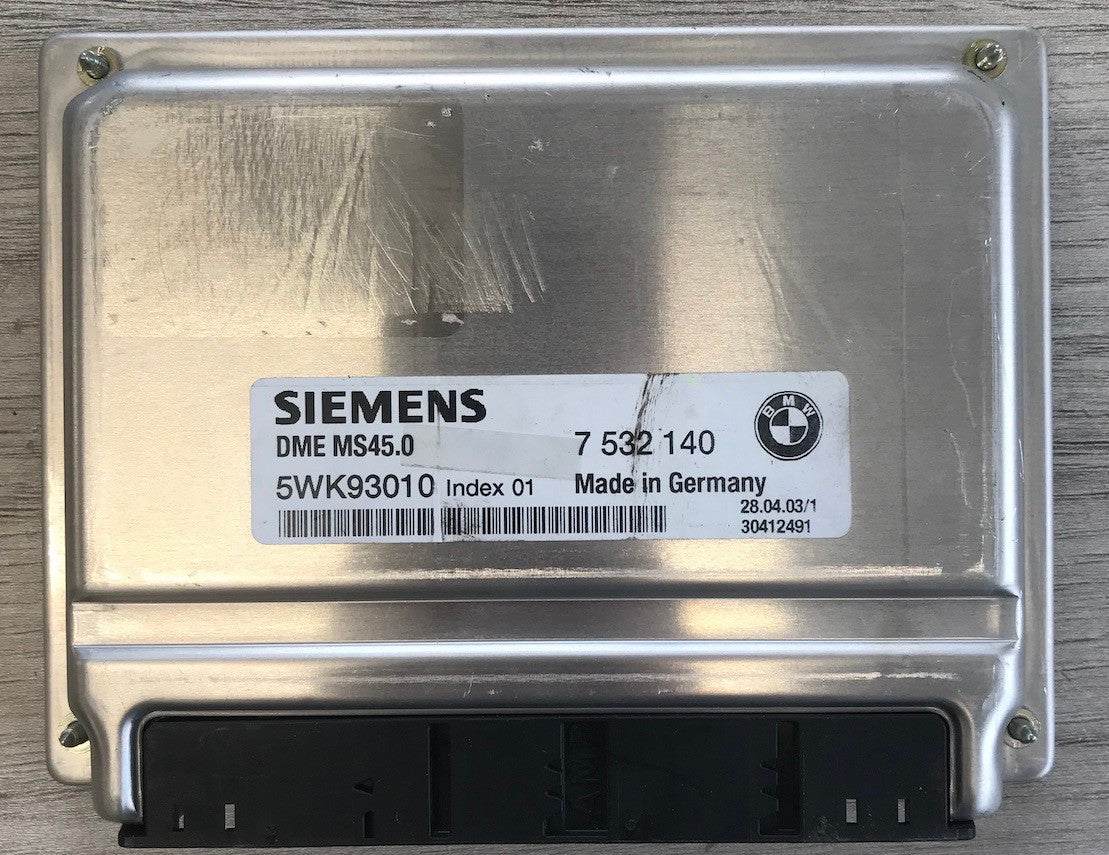 SIEMENS
DME MS45.0 7 532 140
BMW
5WK93010 Index 01 Made in Germany
28.04.03/1
30412491
AMP